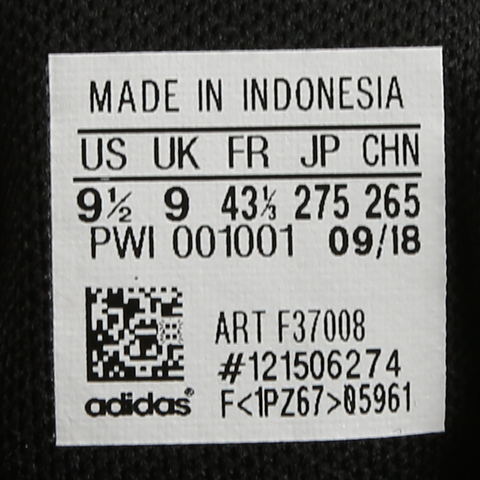 MADE IN INDONESIA
US UK FR JP CHN
9½ 9 43⅓ 275 265
PWI 001001 09/18
ART F37008
#121506274
adidas® F<1PZ67>05961